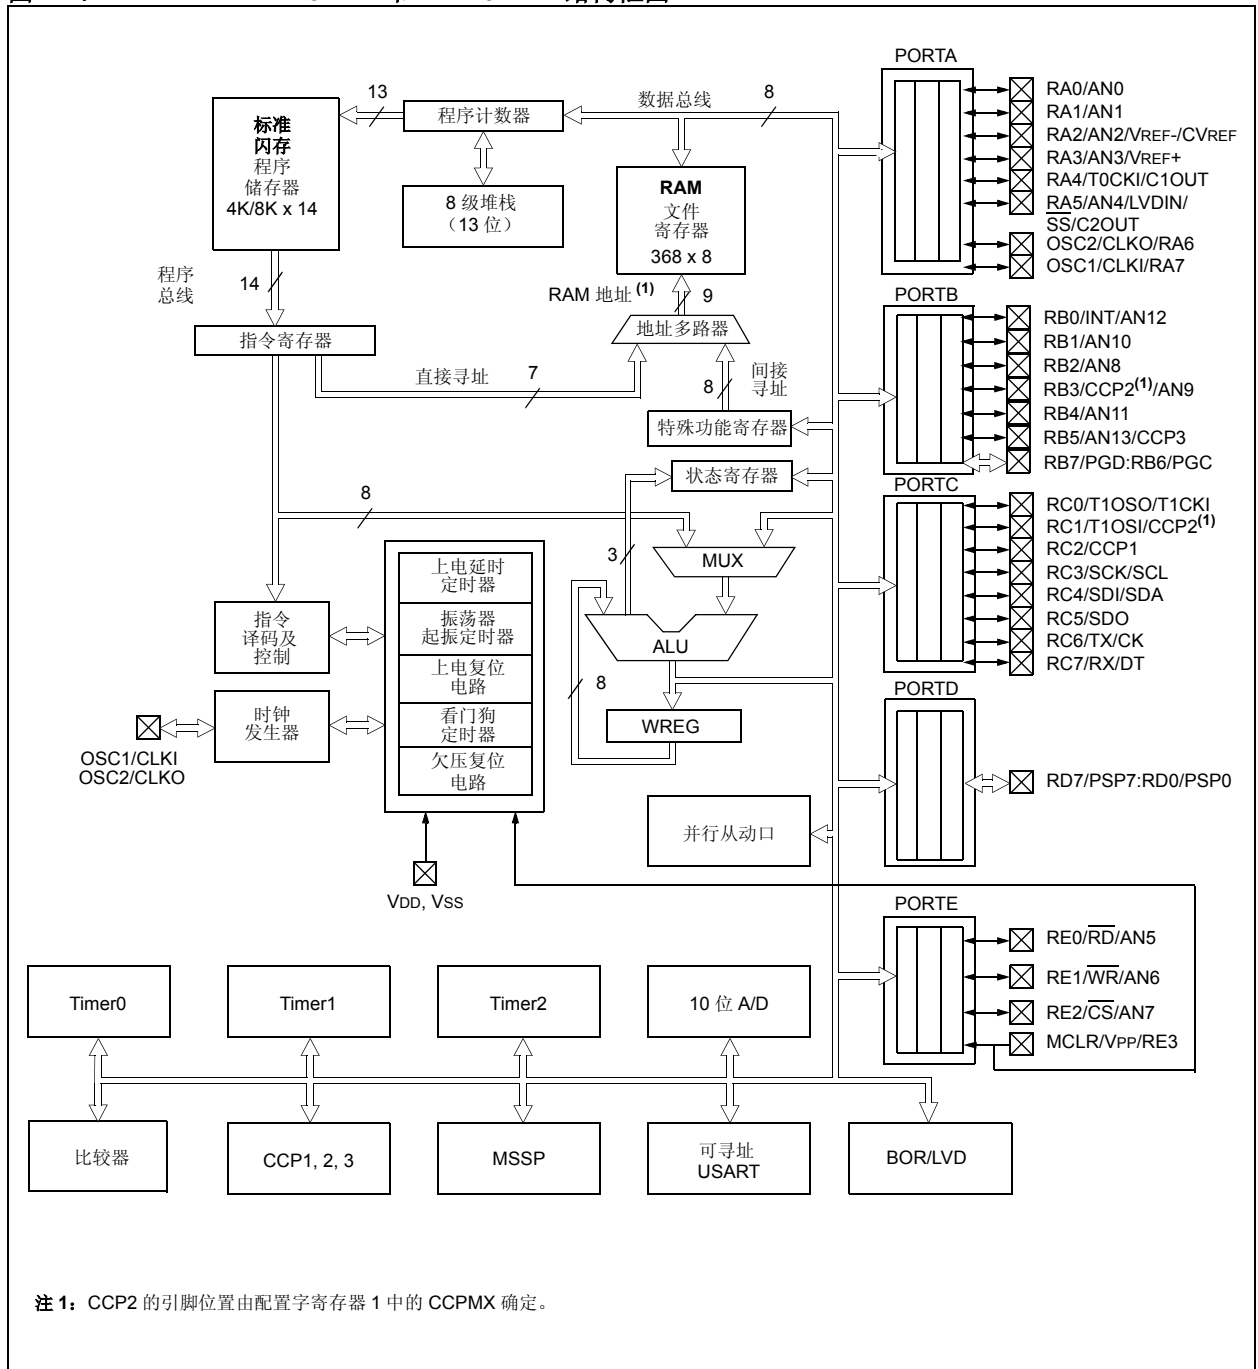 PORTA
13
程序计数器
数据总线
8
标准
闪存
程序
储存器
4K/8K x 14
8 级堆栈
（13 位）
RAM
文件
寄存器
368 x 8
RA0/AN0
RA1/AN1
RA2/AN2/VREF-/CVREF
RA3/AN3/VREF+
RA4/T0CKI/C1OUT
RA5/AN4/LVDIN/
SS/C2OUT
OSC2/CLKO/RA6
OSC1/CLKI/RA7
程序
总线
14
RAM 地址 (1)
9
地址多路器
指令寄存器
直接寻址
7
8
间接
寻址
特殊功能寄存器
状态寄存器
PORTB
RB0/INT/AN12
RB1/AN10
RB2/AN8
RB3/CCP2(1)/AN9
RB4/AN11
RB5/AN13/CCP3
RB7/PGD:RB6/PGC
8
3
MUX
ALU
8
WREG
PORTC
RC0/T1OSO/T1CKI
RC1/T1OSI/CCP2(1)
RC2/CCP1
RC3/SCK/SCL
RC4/SDI/SDA
RC5/SDO
RC6/TX/CK
RC7/RX/DT
指令
译码及
控制
上电延时
定时器
振荡器
起振定时器
上电复位
电路
看门狗
定时器
欠压复位
电路
时钟
发生器
OSC1/CLKI
OSC2/CLKO
VDD, VSS
并行从动口
PORTD
RD7/PSP7:RD0/PSP0
PORTE
RE0/RD/AN5
RE1/WR/AN6
RE2/CS/AN7
MCLR/VPP/RE3
Timer0
Timer1
Timer2
10 位 A/D
比较器
CCP1, 2, 3
MSSP
可寻址
USART
BOR/LVD
注 1：CCP2 的引脚位置由配置字寄存器 1 中的 CCPMX 确定。